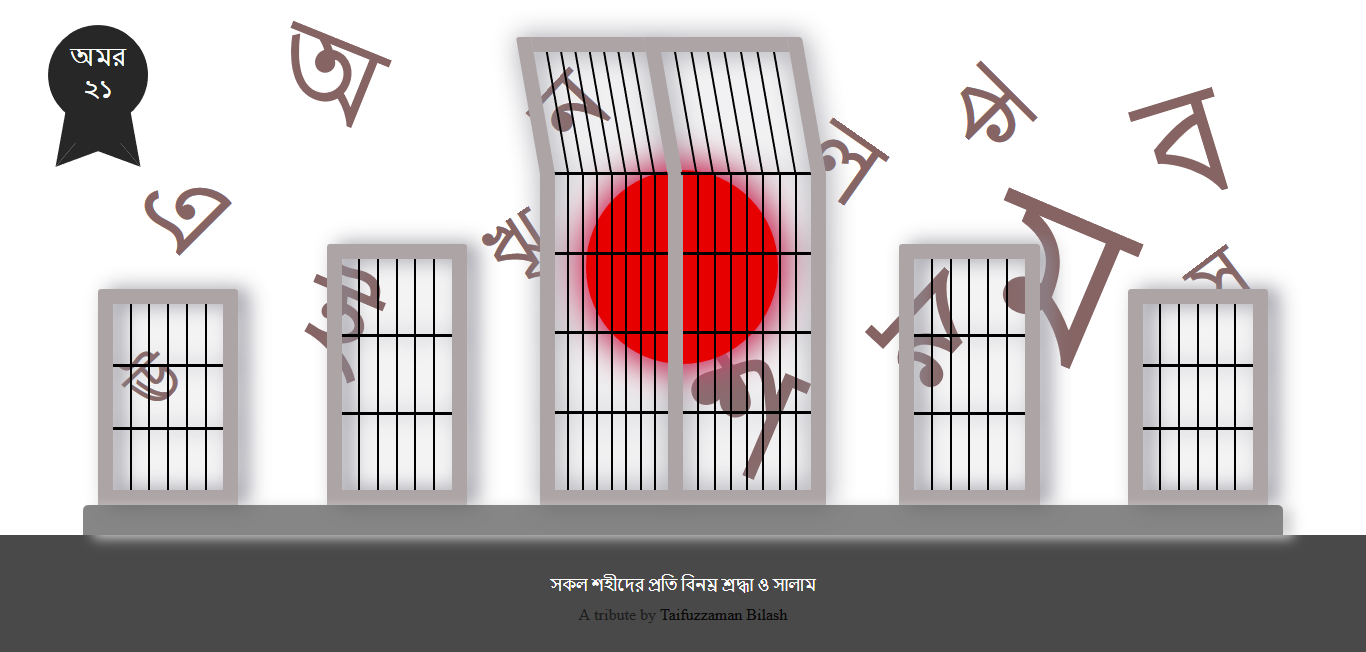 অমর
২১
অ
ক
ব
ল
এ
ঋ
স
সকল শহীদের প্রতি বিনম্র শ্রদ্ধা ও সালাম
A tribute by Taifuzzaman Bilash